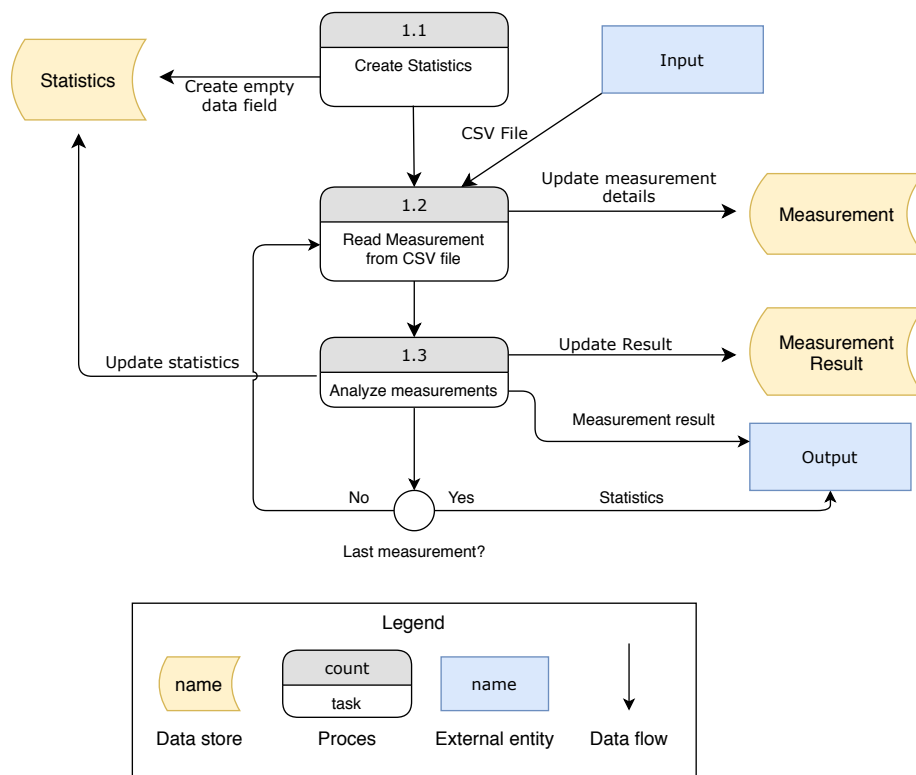 1.1
Create Statistics
Input
Statistics
Create empty
data field
CSV File
1.2
Read Measurement
from CSV file
Update measurement
details
Measurement
1.3
Analyze measurements
Update statistics
Update Result
Measurement
Result
Measurement result
Output
No
Yes
Statistics
Last measurement?
Legend
name
count
task
name
Data store
Proces
External entity
Data flow